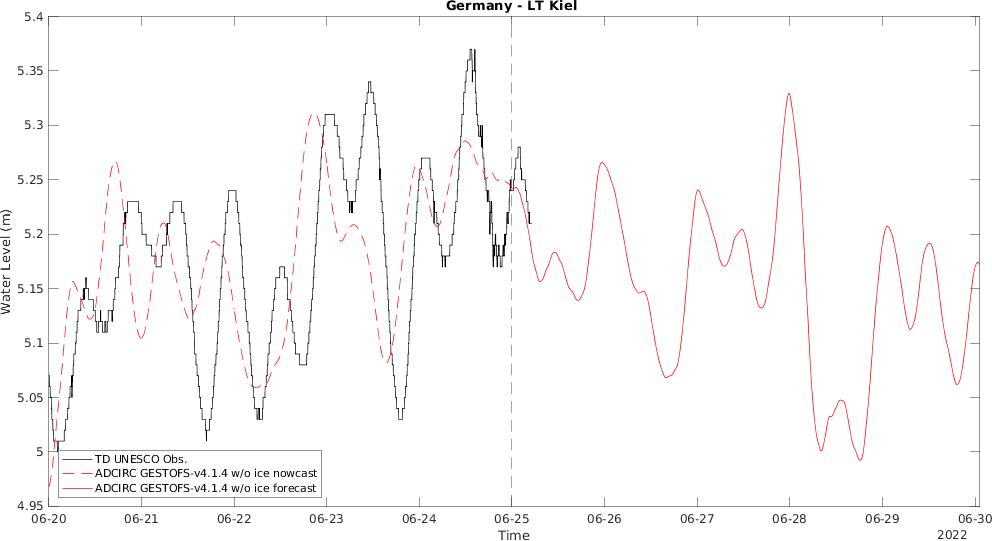 Germany - LT Kiel
5.4
5.35
5.3
5.25
5.2
5.15
5.1
5.05
5
4.95
Water Level (m)
TD UNESCO Obs.
ADCIRC GESTOFS-v4.1.4 w/o ice nowcast
ADCIRC GESTOFS-v4.1.4 w/o ice forecast
06-20 06-21 06-22 06-23 06-24 06-25 06-26 06-27 06-28 06-29 06-30
Time
2022